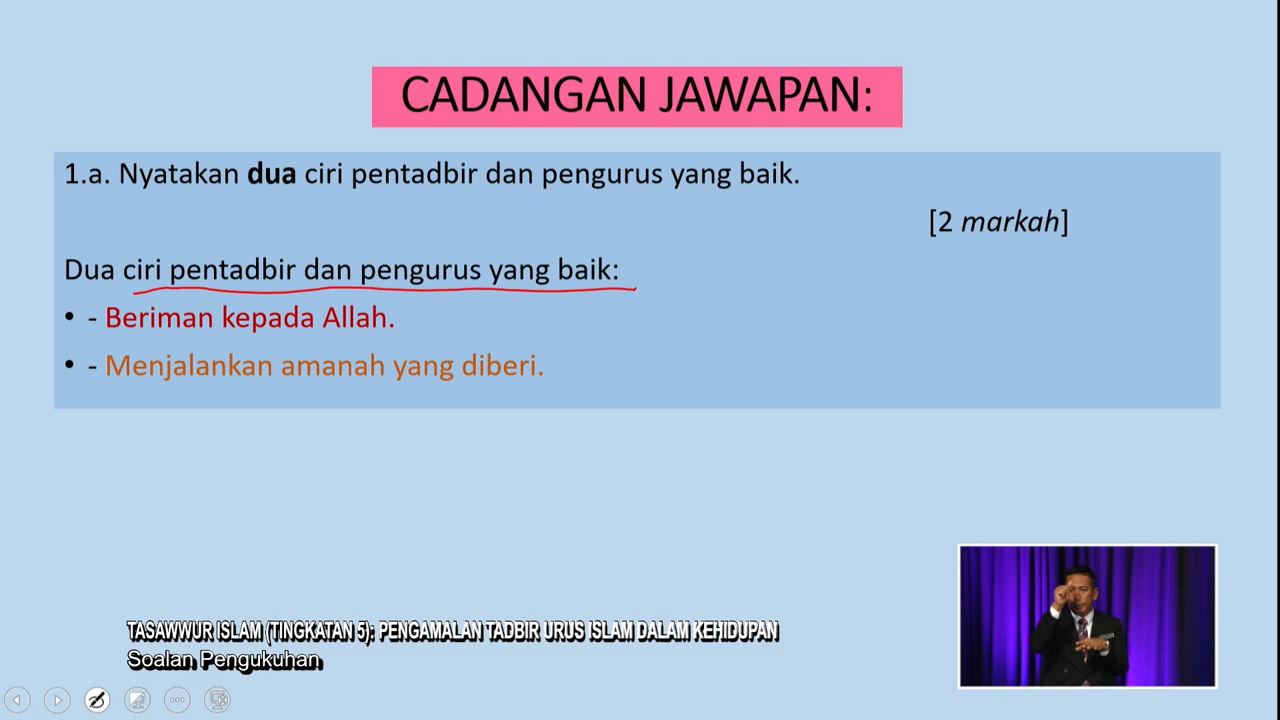 CADANGAN JAWAPAN:
1.a. Nyatakan dua ciri pentadbir dan pengurus yang baik.
[2 markah]
Dua ciri pentadbir dan pengurus yang baik:
• - Beriman kepada Allah.
• - Menjalankan amanah yang diberi.
TASAWWUR ISLAM (TINGKATAN 5): PENGAMALAN TADBIR URUS ISLAM DALAM KEHIDUPAN
Soalan Pengukuhan